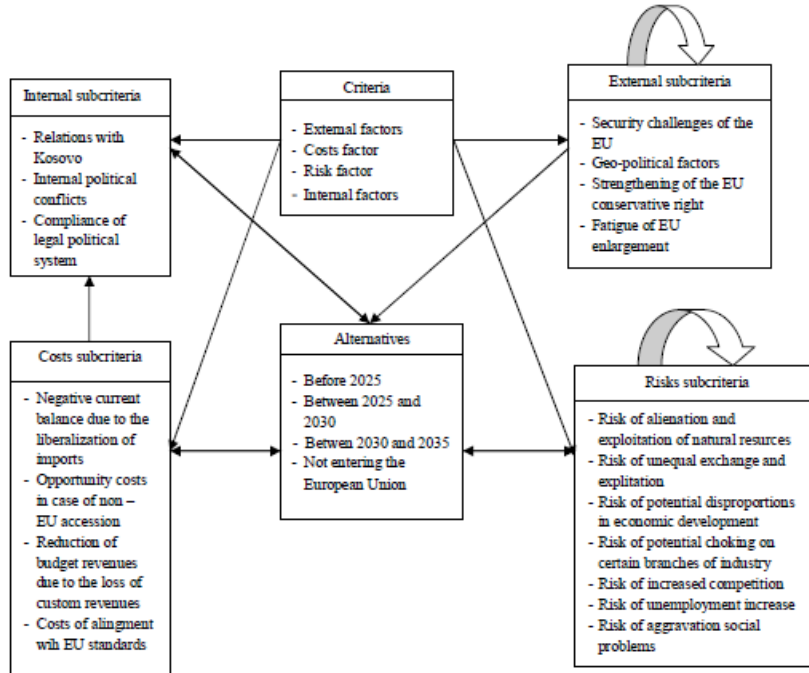 Internal subcriteria
- Relations with
Kosovo
- Internal political
conflicts
- Compliance of
legal political
system
Criteria
- External factors
- Costs factor
- Risk factor
- Internal factors
External subcriteria
- Security challenges of the
EU
- Geo-political factors
- Strengthening of the EU
conservative right
- Fatigue of EU
enlargement
Costs subcriteria
- Negative current
balance due to the
liberalization of
imports
- Opportunity costs
in case of non –
EU accession
- Reduction of
budget revenues
due to the loss of
custom revenues
- Costs of alingment
wih EU standards
Alternatives
- Before 2025
- Between 2025 and
2030
- Betwen 2030 and 2035
- Not entering the
European Union
Risks subcriteria
- Risk of alienation and
exploitation of natural resurces
- Risk of unequal exchange and
explitation
- Risk of potential disproportions
in economic development
- Risk of potential choking on
certain branches of industry
- Risk of increased competition
- Risk of unemployment increase
- Risk of aggravation social
problems